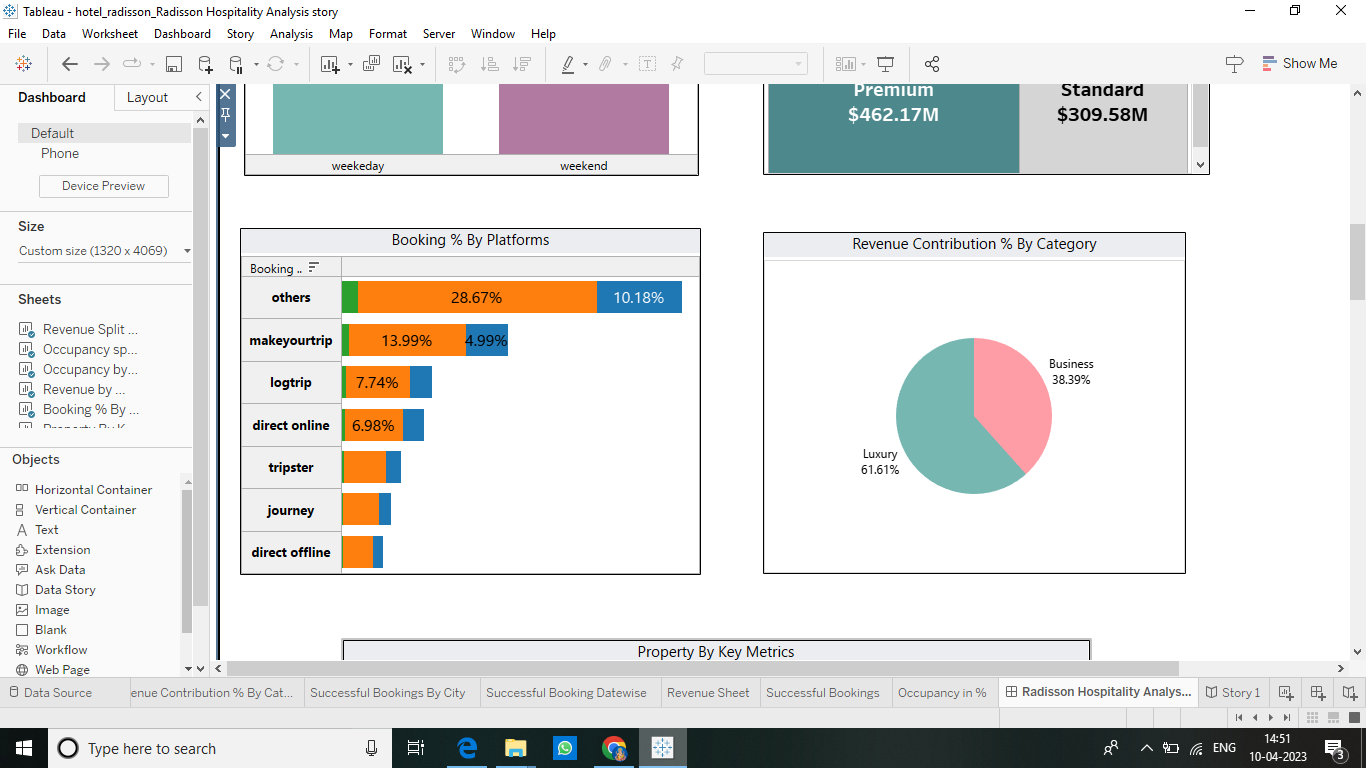 Tableau - hotel_radisson_Radisson Hospitality Analysis story
File Data Worksheet Dashboard Story Analysis Map Format Server Window Help
Show Me
Dashboard Layout
Default
Phone
Device Preview
Size
Custom size (1320 x 4069)
Sheets
Revenue Split ...
Occupancy sp...
Occupancy by...
Revenue by ...
Booking % By ...
Objects
Horizontal Container
Vertical Container
Text
Extension
Ask Data
Data Story
Image
Blank
Workflow
Web Page
weekeday weekend
Premium
$462.17M
Standard
$309.58M
Booking % By Platforms
Booking ..
others 28.67% 10.18%
makeyourtrip 13.99% 4.99%
logtrip 7.74%
direct online 6.98%
tripster
journey
direct offline
Revenue Contribution % By Category
Business
38.39%
Luxury
61.61%
Property By Key Metrics
Data Source enue Contribution % By Cat... Successful Bookings By City Successful Booking Datewise Revenue Sheet Successful Bookings Occupancy in % Radisson Hospitality Analys... Story 1
Type here to search
ENG
14:51
10-04-2023
3